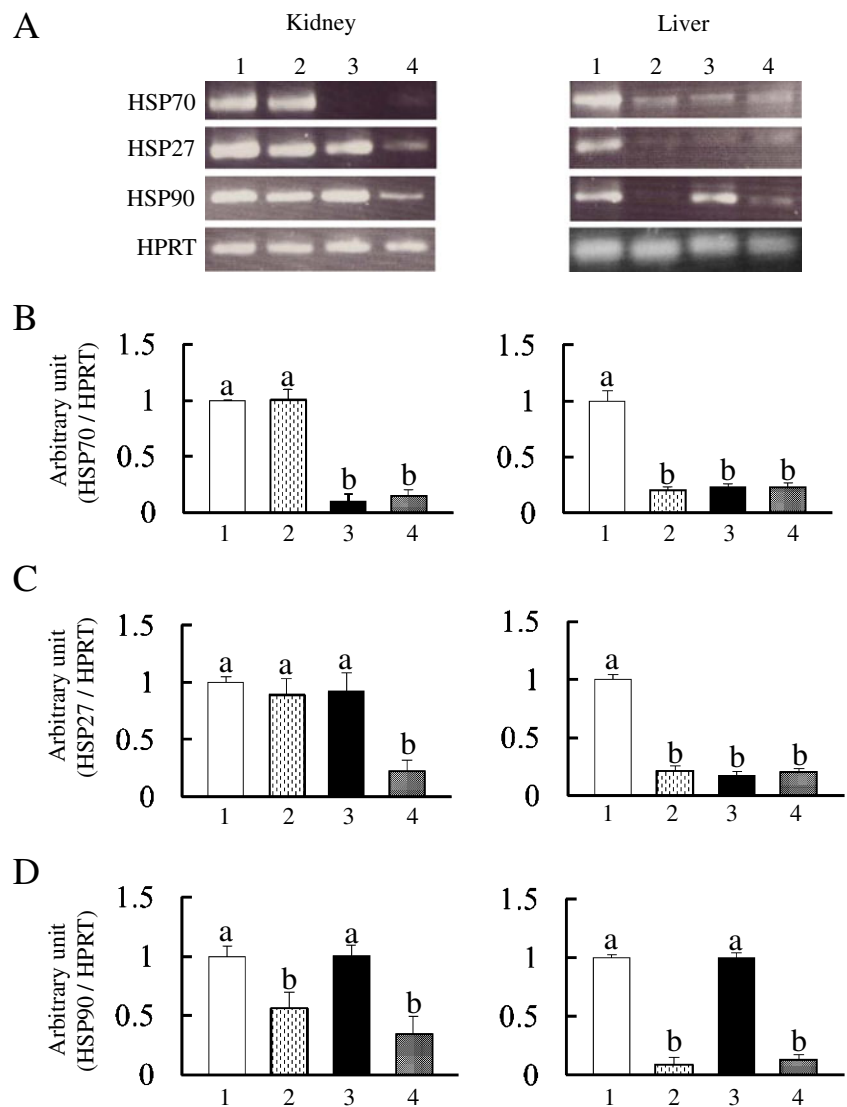 A
Kidney
Liver
1 2 3 4
1 2 3 4
HSP70
HSP27
HSP90
HPRT
B
Arbitrary unit
(HSP70 / HPRT)
1.5
1
0.5
0
a a b b
1 2 3 4
1.5
1
0.5
0
a b b b
1 2 3 4
C
Arbitrary unit
(HSP27 / HPRT)
1.5
1
0.5
0
a a a b
1 2 3 4
1.5
1
0.5
0
a b b b
1 2 3 4
D
Arbitrary unit
(HSP90 / HPRT)
1.5
1
0.5
0
a b a b
1 2 3 4
1.5
1
0.5
0
a b a b
1 2 3 4